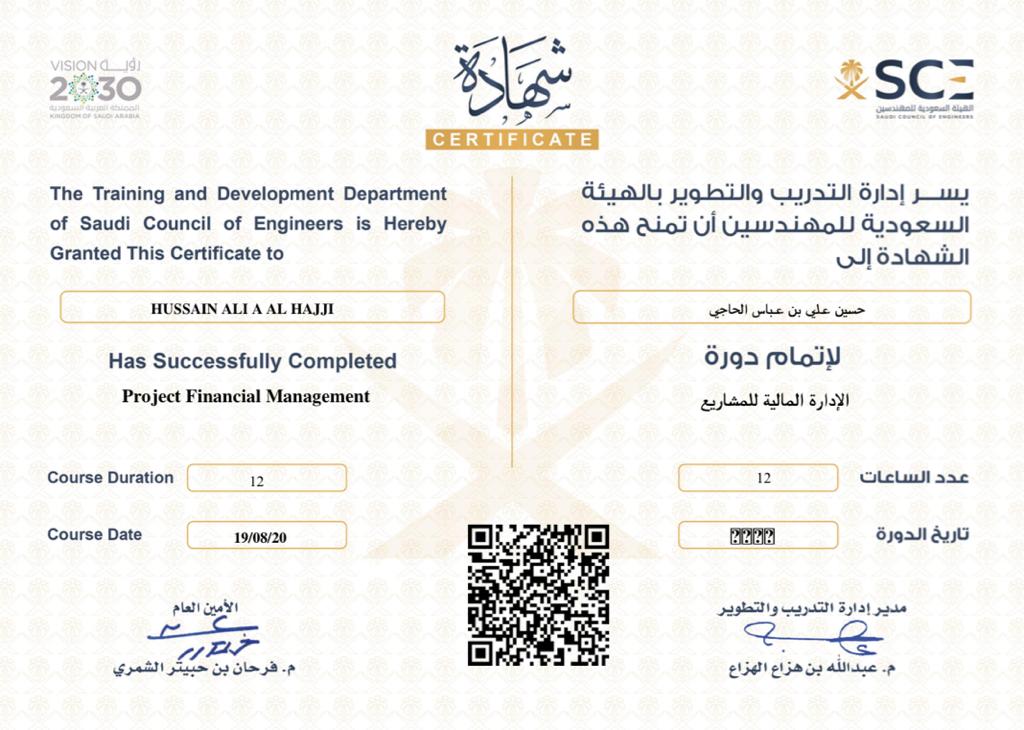 VISION رؤيـــة
2030
المملكة العربية السعودية
KINGDOM OF SAUDI ARABIA
شهادة
CERTIFICATE
SCE
الهيئة السعودية للمهندسين
SAUDI COUNCIL OF ENGINEERS
The Training and Development Department
of Saudi Council of Engineers is Hereby
Granted This Certificate to
HUSSAIN ALI A AL HAJJI
Has Successfully Completed
Project Financial Management
Course Duration 12
Course Date 19/08/20
يســر إدارة التدريب والتطوير بالهيئة
السعودية للمهندسين أن تمنح هذه
الشهادة إلى
حسين علي بن عباس الحاجي
لإتمام دورة
الإدارة المالية للمشاريع
عدد الساعات 12
تاريخ الدورة
الأمين العام
م. فرحان بن حبيتر الشمري
مدير إدارة التدريب والتطوير
م. عبدالله بن هزاع الهزاع